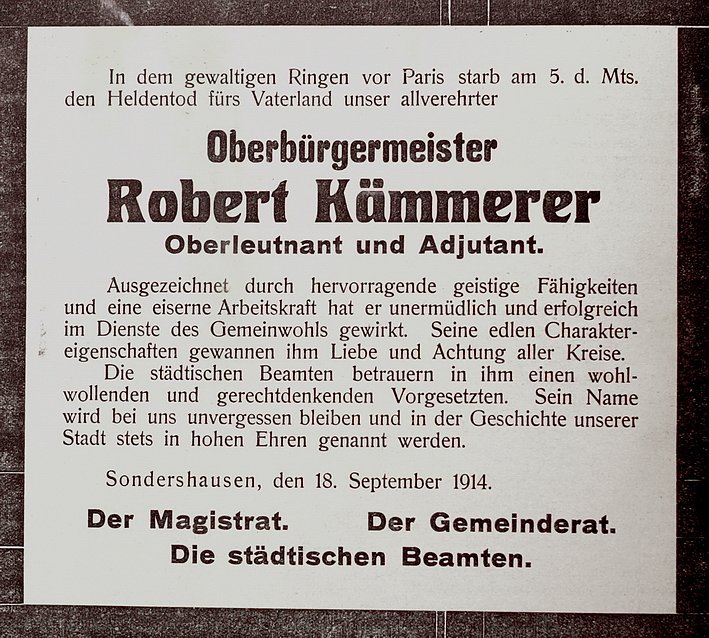 In dem gewaltigen Ringen vor Paris starb am 5. d. Mts.
den Heldentod fürs Vaterland unser allverehrter
Oberbürgermeister
Robert Kämmerer
Oberleutnant und Adjutant.
Ausgezeichnet durch hervorragende geistige Fähigkeiten
und eine eiserne Arbeitskraft hat er unermüdlich und erfolgreich
im Dienste des Gemeinwohls gewirkt. Seine edlen Charakter-
eigenschaften gewannen ihm Liebe und Achtung aller Kreise.
Die städtischen Beamten betrauern in ihm einen wohl-
wollenden und gerechtdenkenden Vorgesetzten. Sein Name
wird bei uns unvergessen bleiben und in der Geschichte unserer
Stadt stets in hohen Ehren genannt werden.
Sondershausen, den 18. September 1914.
Der Magistrat. Der Gemeinderat.
Die städtischen Beamten.